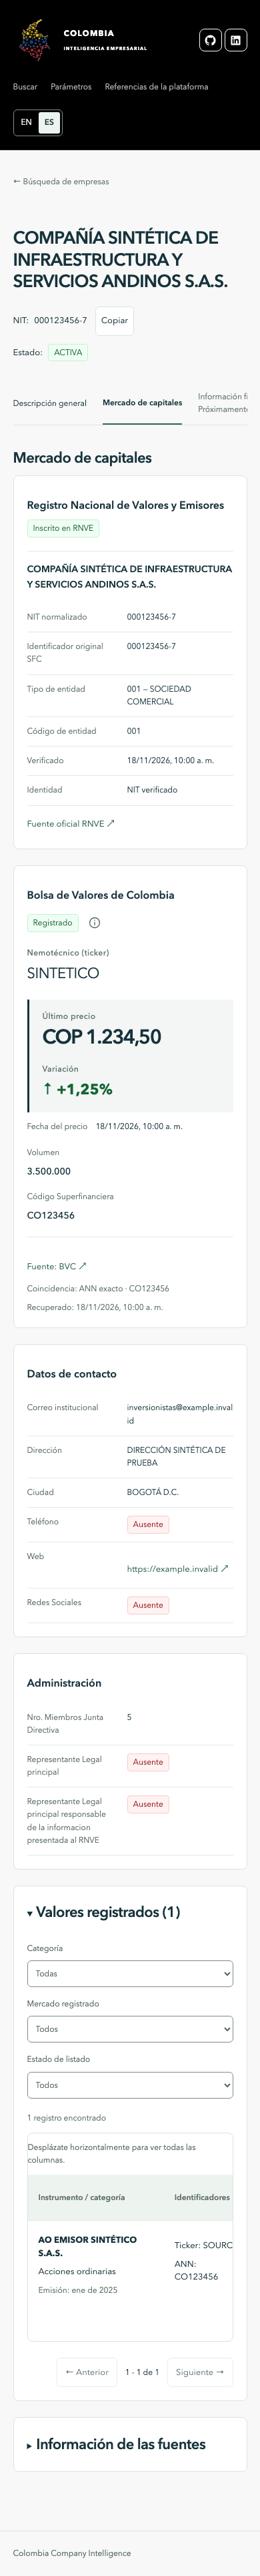 COLOMBIA
INTELIGENCIA EMPRESARIAL
Buscar Parámetros Referencias de la plataforma
EN ES
← Búsqueda de empresas
COMPAÑÍA SINTÉTICA DE
INFRAESTRUCTURA Y
SERVICIOS ANDINOS S.A.S.
NIT: 000123456-7 Copiar
Estado: ACTIVA
Descripción general Mercado de capitales Información fi
Próximamente
Mercado de capitales
Registro Nacional de Valores y Emisores
Inscrito en RNVE
COMPAÑÍA SINTÉTICA DE INFRAESTRUCTURA
Y SERVICIOS ANDINOS S.A.S.
NIT normalizado 000123456-7
Identificador original
SFC
000123456-7
Tipo de entidad 001 – SOCIEDAD
COMERCIAL
Código de entidad 001
Verificado 18/11/2026, 10:00 a. m.
Identidad NIT verificado
Fuente oficial RNVE ↗
Bolsa de Valores de Colombia
Registrado
Nemotécnico (ticker)
SINTETICO
Último precio
COP 1.234,50
Variación
↑ +1,25%
Fecha del precio 18/11/2026, 10:00 a. m.
Volumen
3.500.000
Código Superfinanciera
CO123456
Fuente: BVC ↗
Coincidencia: ANN exacto · CO123456
Recuperado: 18/11/2026, 10:00 a. m.
Datos de contacto
Correo institucional inversionistas@example.inval
id
Dirección DIRECCIÓN SINTÉTICA DE
PRUEBA
Ciudad BOGOTÁ D.C.
Teléfono Ausente
Web https://example.invalid ↗
Redes Sociales Ausente
Administración
Nro. Miembros Junta
Directiva
5
Representante Legal
principal
Ausente
Representante Legal
principal responsable
de la informacion
presentada al RNVE
Ausente
▾ Valores registrados (1)
Categoría
Todas
Mercado registrado
Todos
Estado de listado
Todos
1 registro encontrado
Desplázate horizontalmente para ver todas las
columnas.
Instrumento / categoría Identificadores
AO EMISOR SINTÉTICO
S.A.S.
Acciones ordinarias
Emisión: ene de 2025
Ticker: SOURC
ANN:
CO123456
← Anterior 1 - 1 de 1 Siguiente →
▸ Información de las fuentes
Colombia Company Intelligence